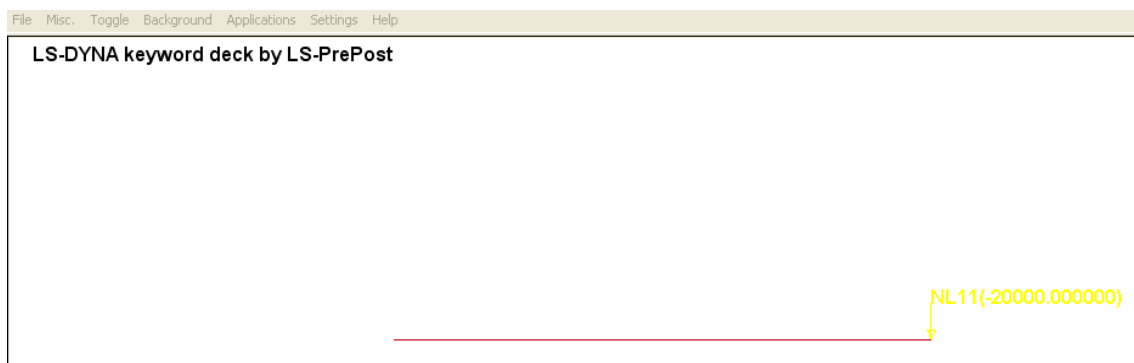 File Misc. Toggle Background Applications Settings Help
LS-DYNA keyword deck by LS-PrePost
NL11(-20000.000000)